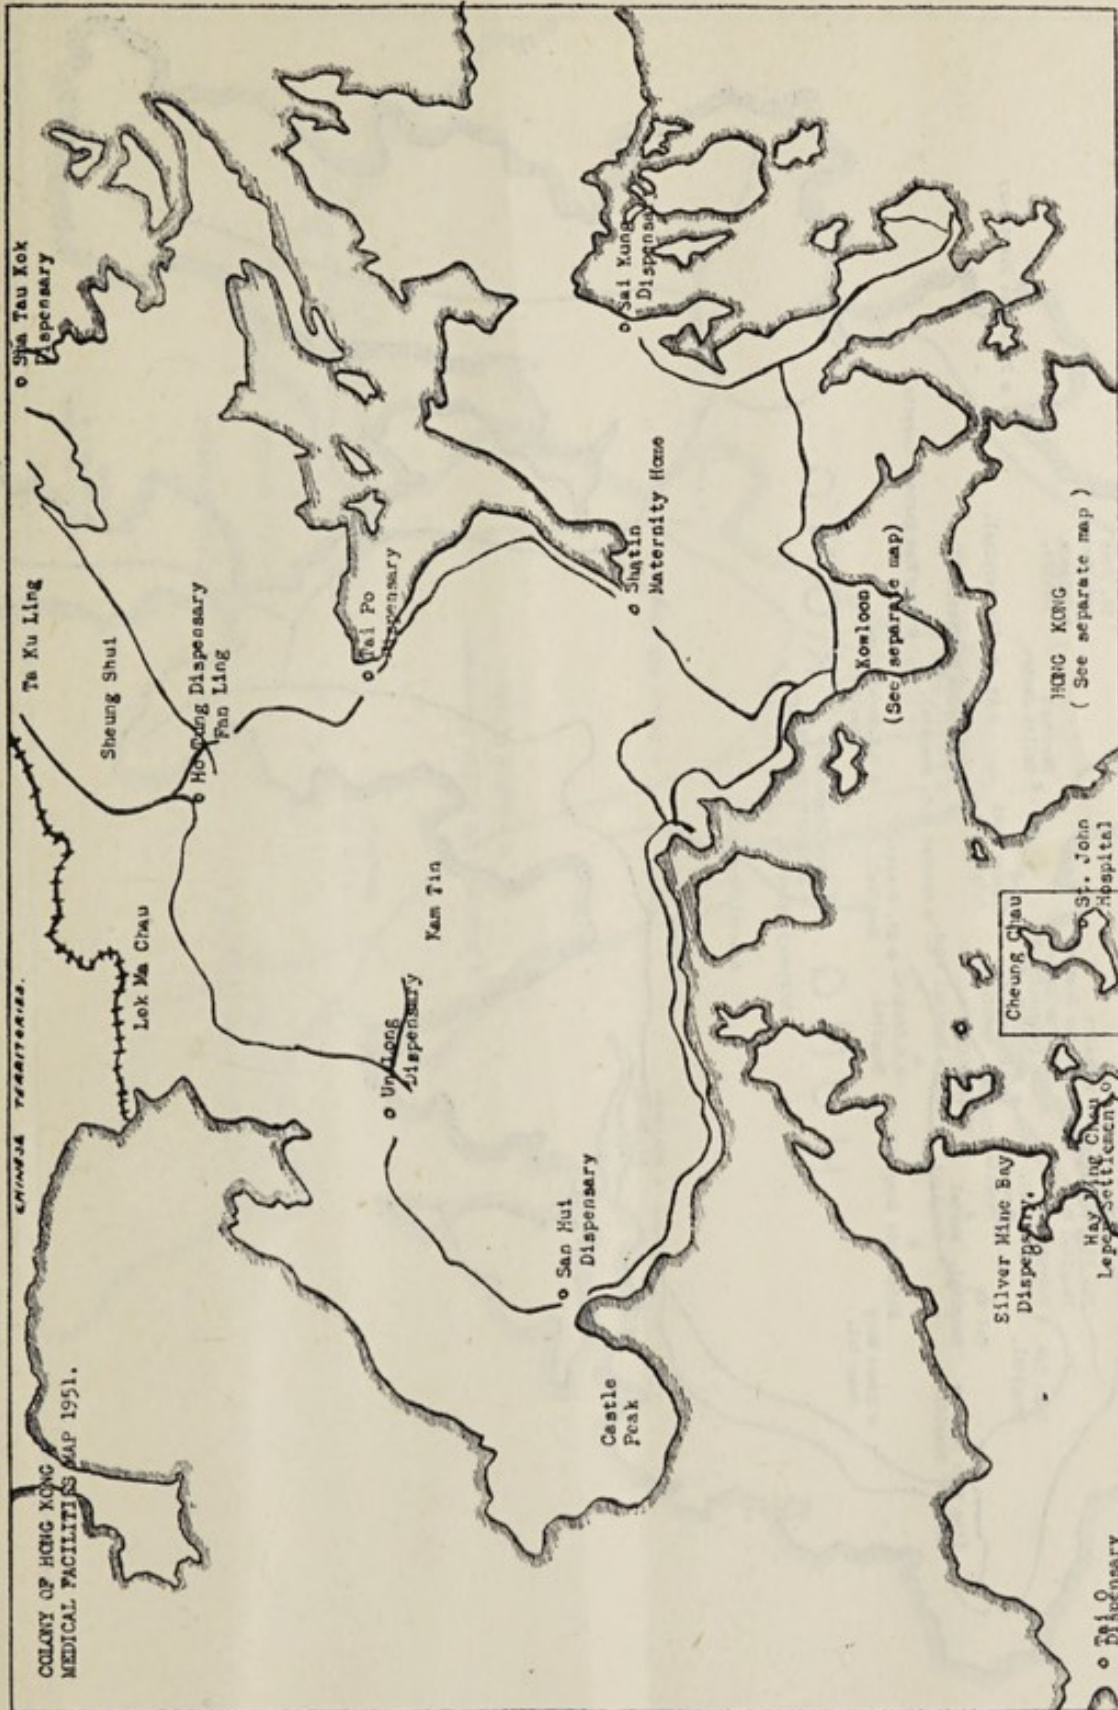 COLONY OF HONG KONG
MEDICAL FACILITIES MAP 1951.
CHINESE TERRITORIES.
Lok Ma Chau
Ta Ku Ling
Sheung Shui
Sha Tau Kok
Dispensary
Ho Tung Dispensary
Fan Ling
Tai Po
Dispensary
Un Long
Dispensary
Kam Tin
San Hui
Dispensary
Castle
Peak
Shatin
Maternity Home
Sai Kung
Dispensary
Kowloon
(See separate map)
HONG KONG
( See separate map )
Cheung Chau
St. John
Hospital
Silver Mine Bay
Dispensary.
Hay Ling Chau
Leper Settlement
Tai O
Dispensary